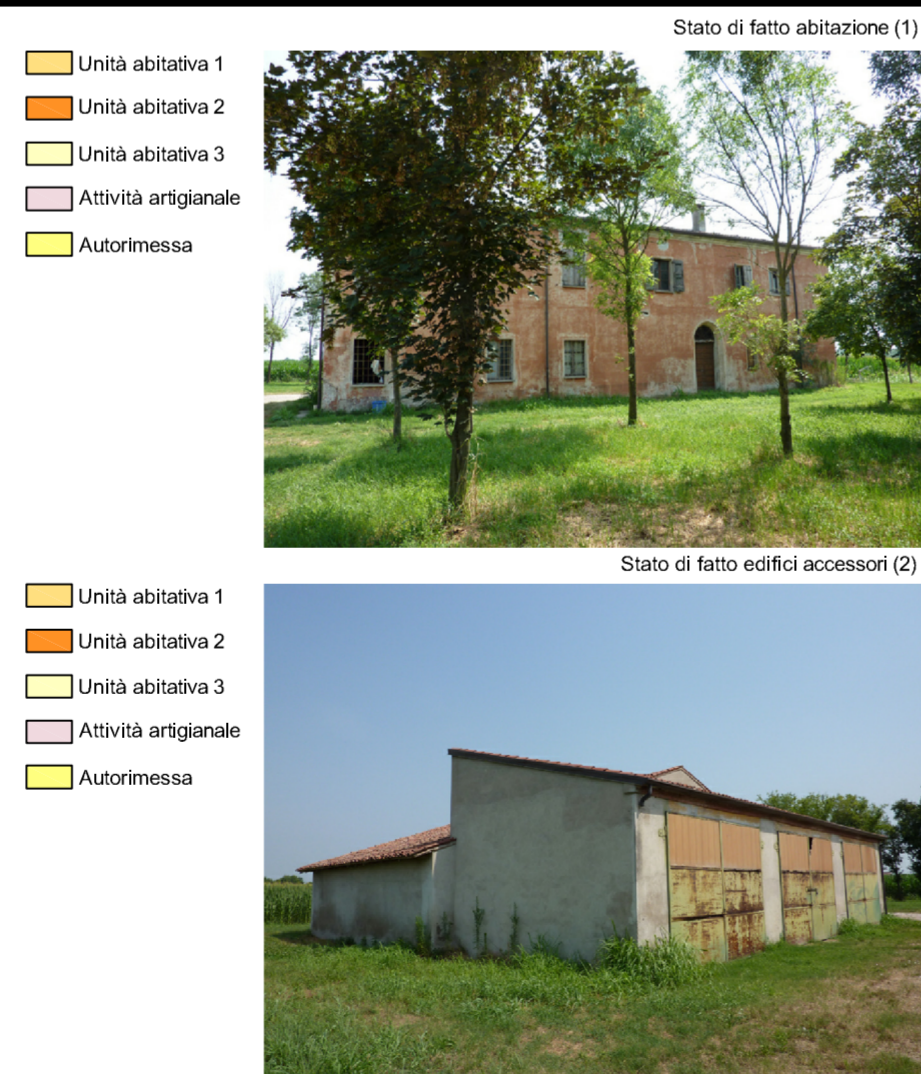 Stato di fatto abitazione (1)
Unità abitativa 1
Unità abitativa 2
Unità abitativa 3
Attività artigianale
Autorimessa
Stato di fatto edifici accessori (2)
Unità abitativa 1
Unità abitativa 2
Unità abitativa 3
Attività artigianale
Autorimessa